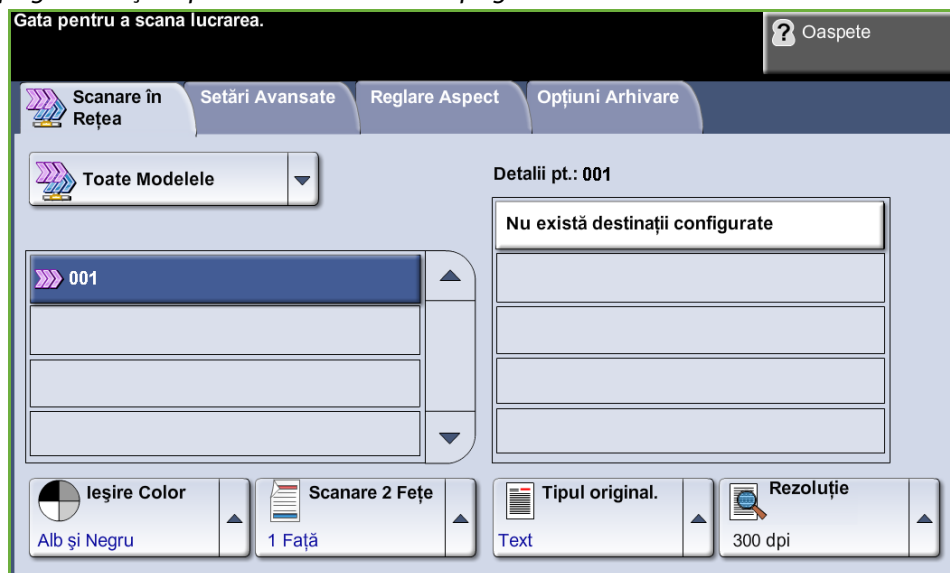 Gata pentru a scana lucrarea.
? Oaspete
Scanare în
Rețea
Setări Avansate
Reglare Aspect
Opțiuni Arhivare
Toate Modelele
Detalii pt.: 001
Nu există destinații configurate
001
Ieșire Color
Alb și Negru
Scanare 2 Fețe
1 Față
Tipul original.
Text
Rezoluție
300 dpi